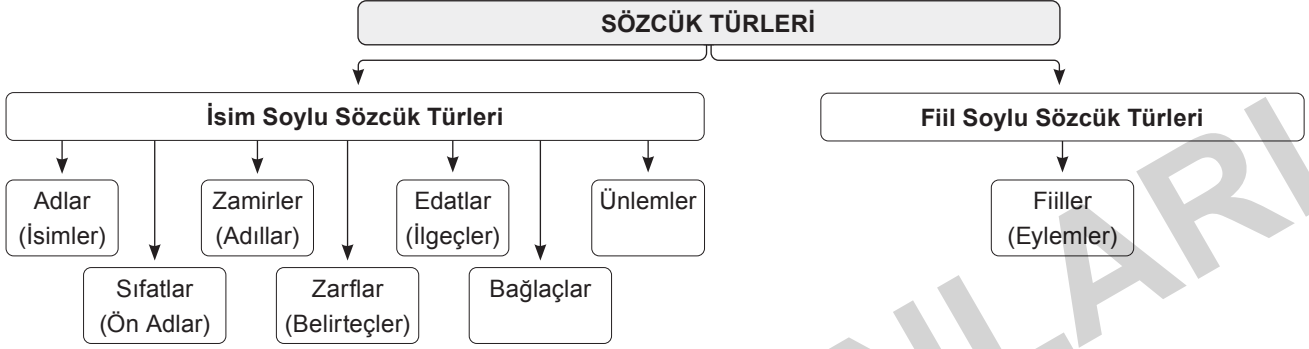 SÖZCÜK TÜRLERİ
İsim Soylu Sözcük Türleri
Fiil Soylu Sözcük Türleri
Adlar
(İsimler)
Zamirler
(Adıllar)
Edatlar
(İlgeçler)
Ünlemler
Fiiller
(Eylemler)
Sıfatlar
(Ön Adlar)
Zarflar
(Belirteçler)
Bağlaçlar